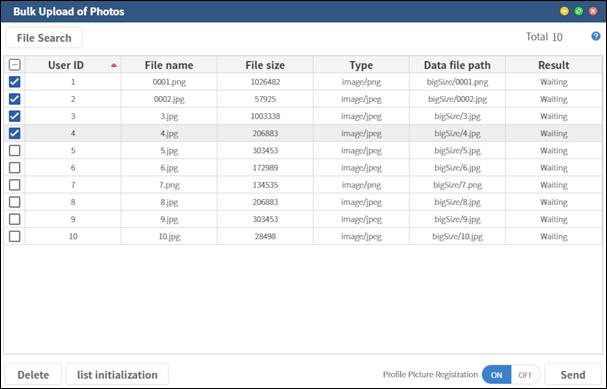 Bulk Upload of Photos
File Search
Total 10
User ID File name File size Type Data file path Result
1 0001.png 1026482 image/png bigSize/0001.png Waiting
2 0002.jpg 57925 image/jpeg bigSize/0002.jpg Waiting
3 3.jpg 1003338 image/jpeg bigSize/3.jpg Waiting
4 4.jpg 206883 image/jpeg bigSize/4.jpg Waiting
5 5.jpg 303453 image/jpeg bigSize/5.jpg Waiting
6 6.jpg 172989 image/jpeg bigSize/6.jpg Waiting
7 7.png 134535 image/png bigSize/7.png Waiting
8 8.jpg 206883 image/jpeg bigSize/8.jpg Waiting
9 9.jpg 303453 image/jpeg bigSize/9.jpg Waiting
10 10.jpg 28498 image/jpeg bigSize/10.jpg Waiting
Delete list initialization Profile Picture Registration ON OFF Send